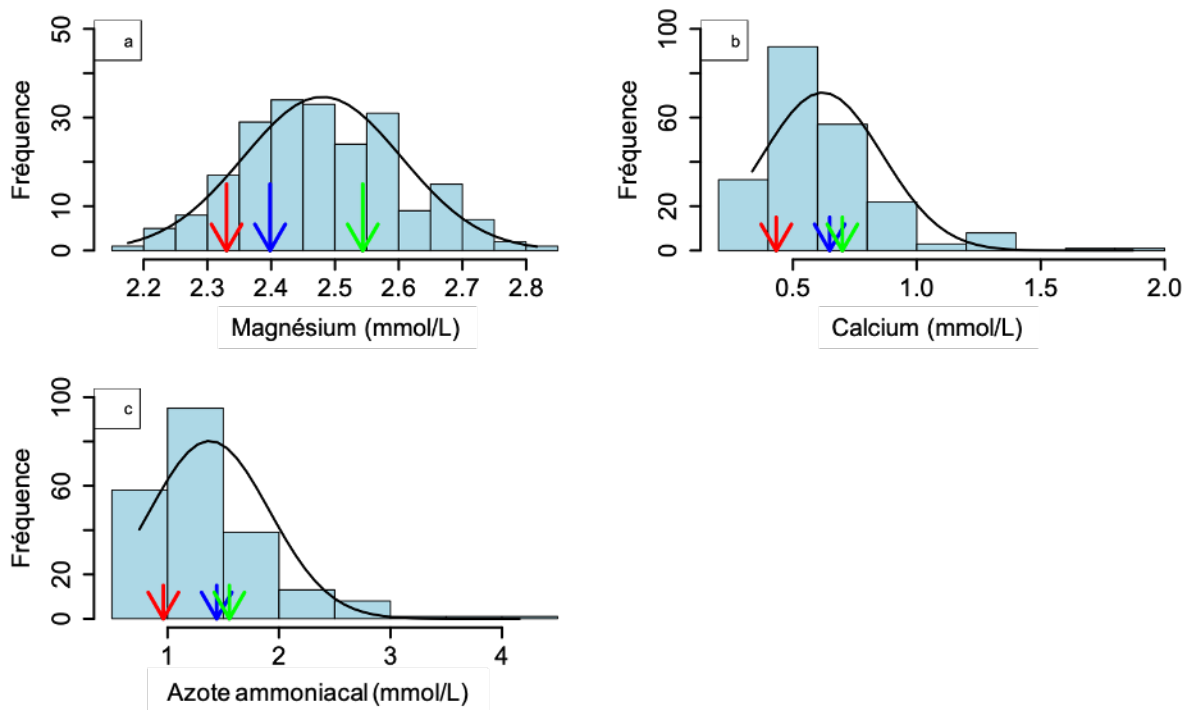 a
Fréquence
0
10
30
50
2.2 2.3 2.4 2.5 2.6 2.7 2.8
Magnésium (mmol/L)
b
Fréquence
0
20
60
100
0.5 1.0 1.5 2.0
Calcium (mmol/L)
c
Fréquence
0
20
60
100
1 2 3 4
Azote ammoniacal (mmol/L)